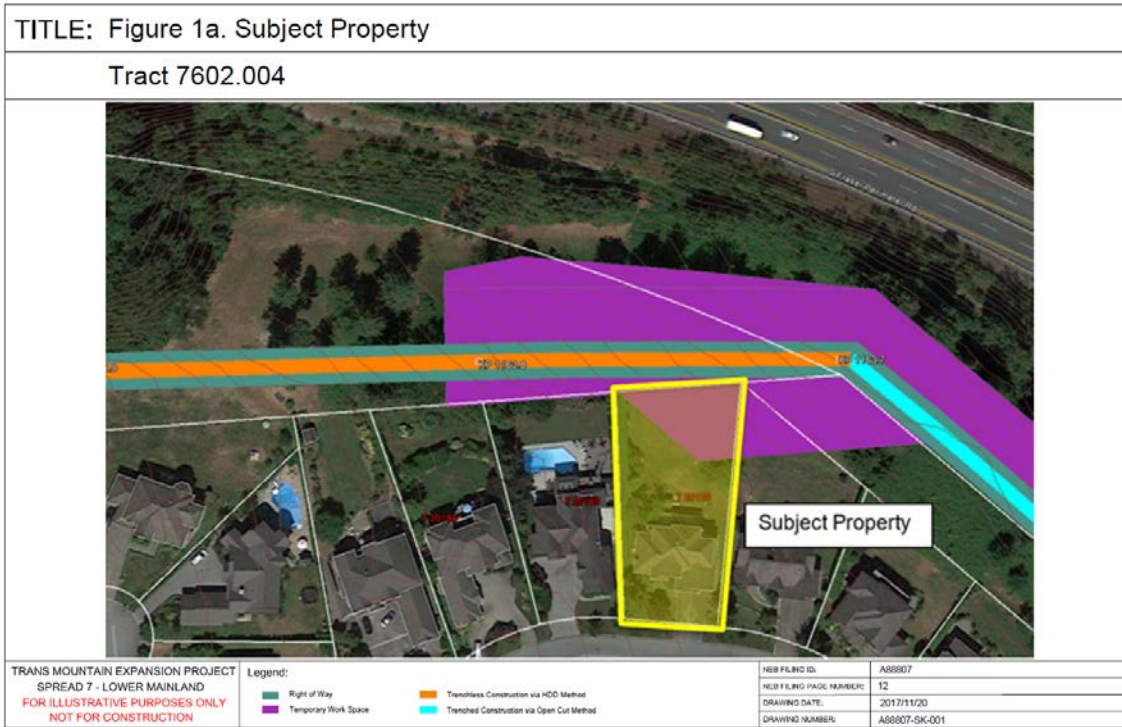 TITLE: Figure 1a. Subject Property
Tract 7602.004
S Fraser Perimeter Rd
Subject Property
TRANS MOUNTAIN EXPANSION PROJECT
SPREAD 7 - LOWER MAINLAND
FOR ILLUSTRATIVE PURPOSES ONLY
NOT FOR CONSTRUCTION
Legend:
Right of Way
Temporary Work Space
Trenchless Construction via HDD Method
Trenched Construction via Open Cut Method
NEB FILING ID: A88807
NEB FILING PAGE NUMBER: 12
DRAWING DATE: 2017/11/20
DRAWING NUMBER: A88807-SK-001